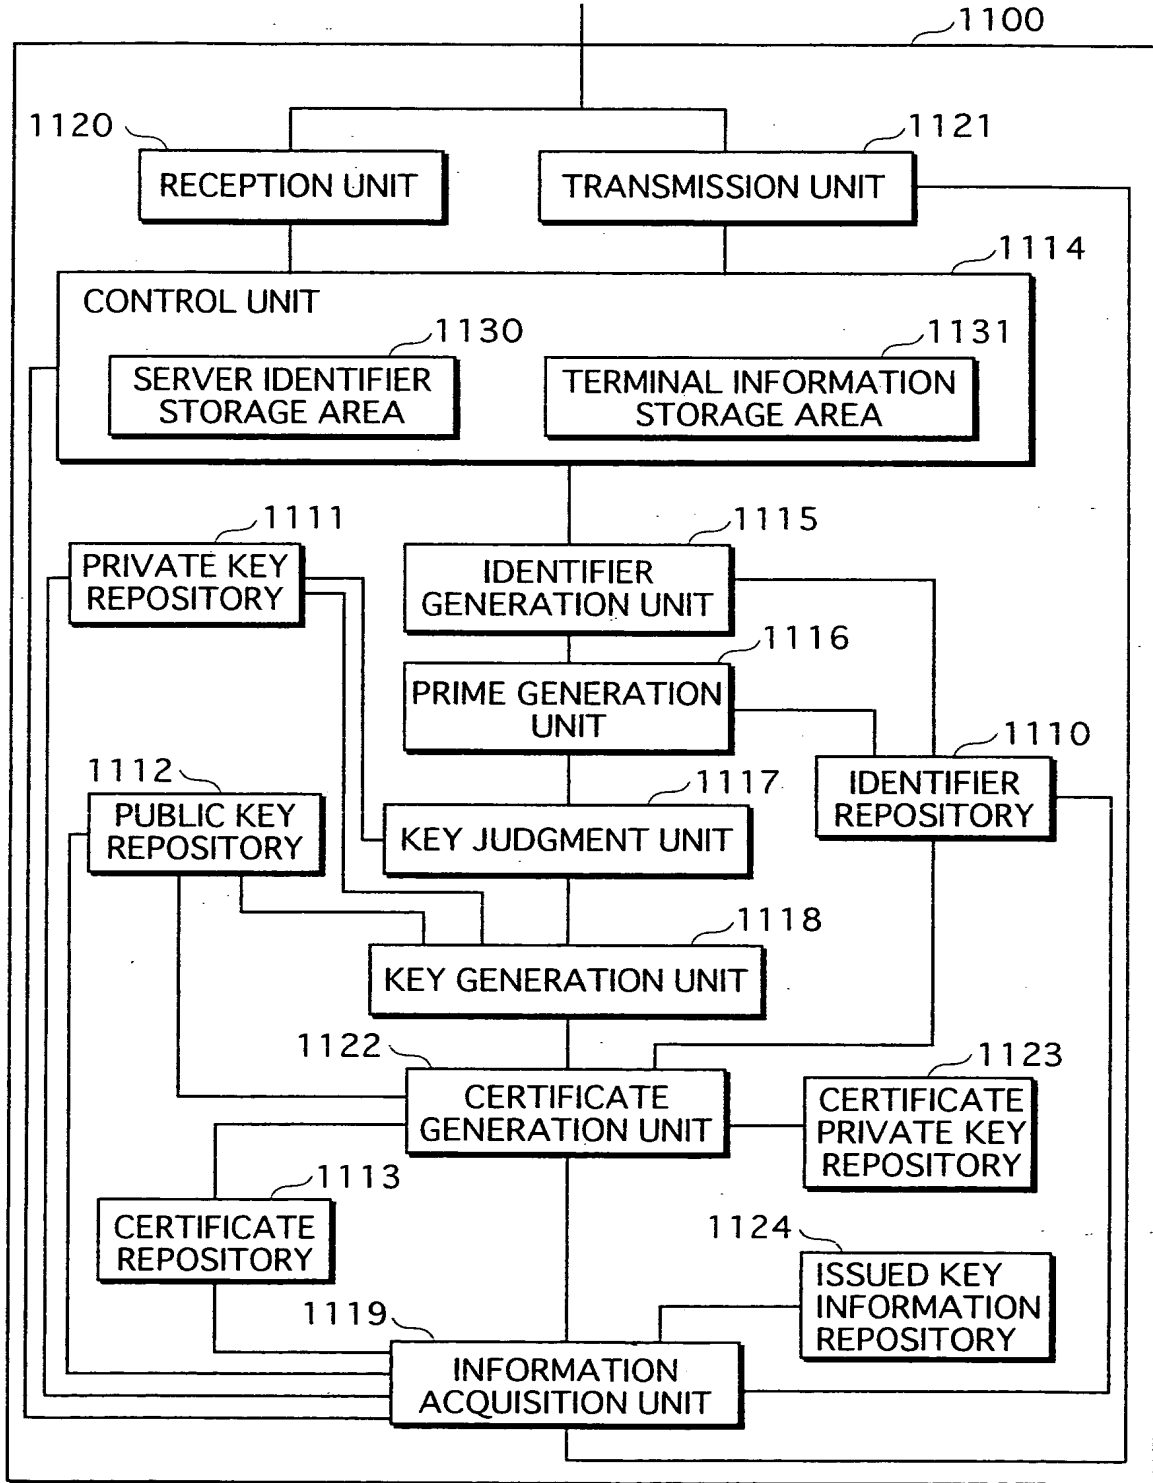 1100
1120
1121
RECEPTION UNIT
TRANSMISSION UNIT
1114
CONTROL UNIT
1130
1131
SERVER IDENTIFIER
STORAGE AREA
TERMINAL INFORMATION
STORAGE AREA
1111
1115
PRIVATE KEY
REPOSITORY
IDENTIFIER
GENERATION UNIT
1116
PRIME GENERATION
UNIT
1110
IDENTIFIER
REPOSITORY
1112
PUBLIC KEY
REPOSITORY
1117
KEY JUDGMENT UNIT
1118
KEY GENERATION UNIT
1122
CERTIFICATE
GENERATION UNIT
1123
CERTIFICATE
PRIVATE KEY
REPOSITORY
1113
CERTIFICATE
REPOSITORY
1124
ISSUED KEY
INFORMATION
REPOSITORY
1119
INFORMATION
ACQUISITION UNIT